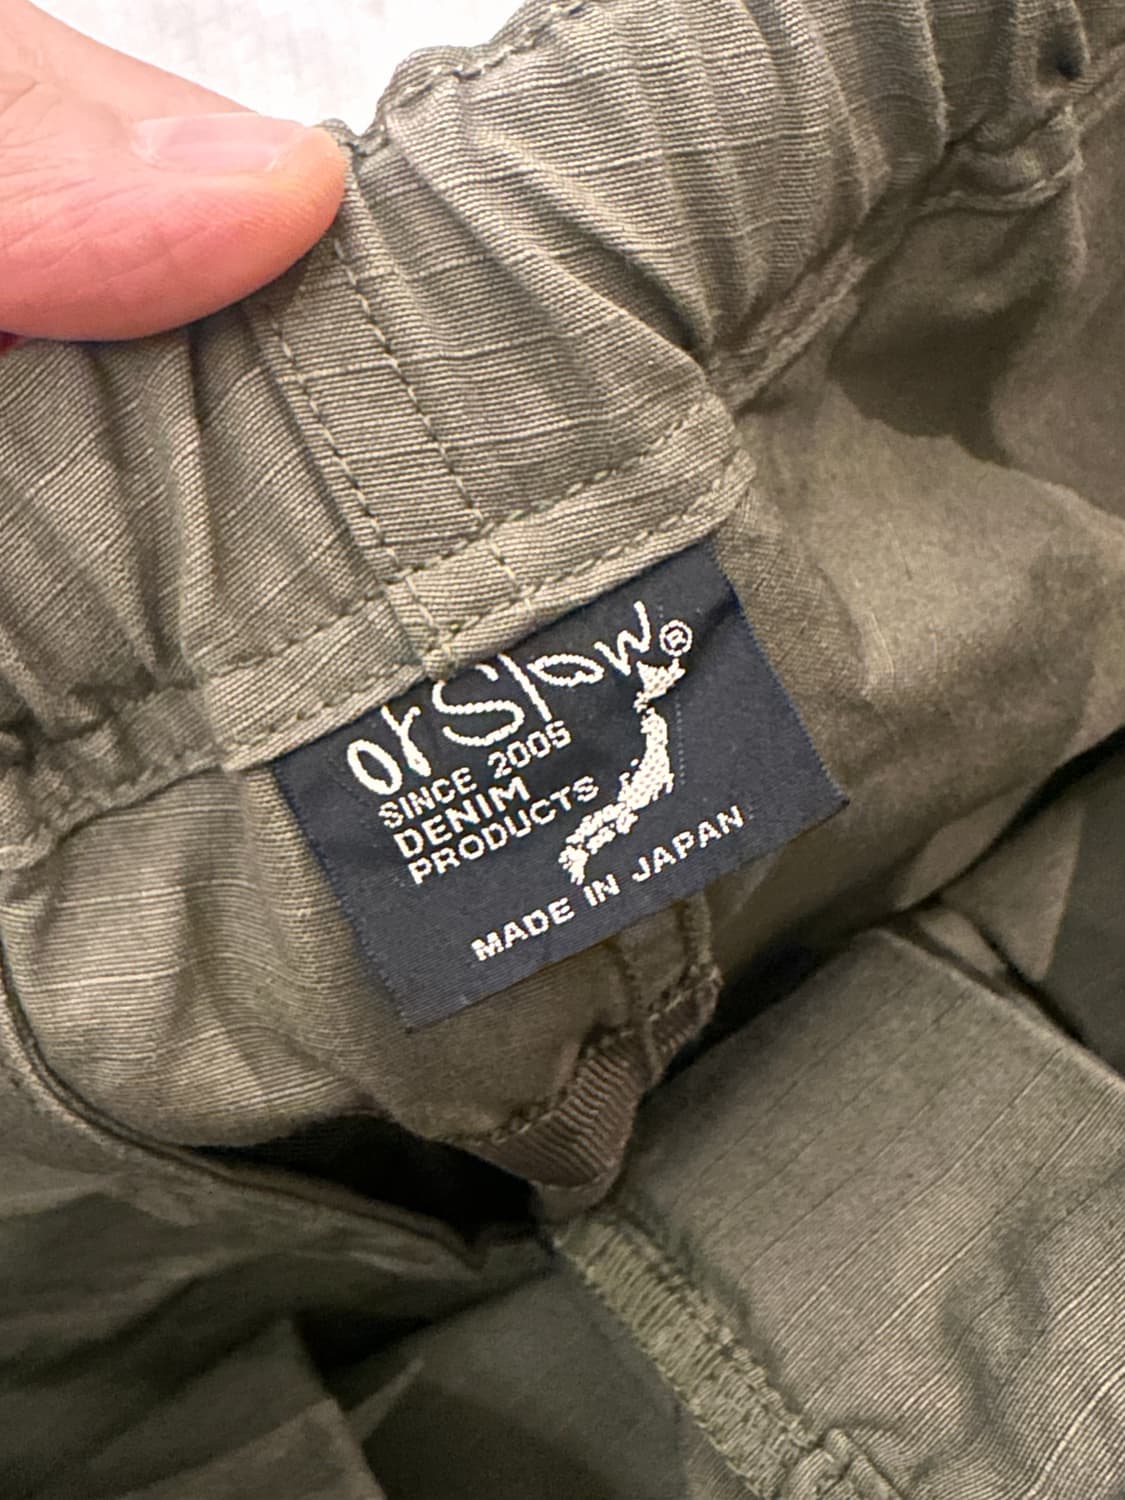 orSlow®
SINCE 2005
DENIM
PRODUCTS
MADE IN JAPAN